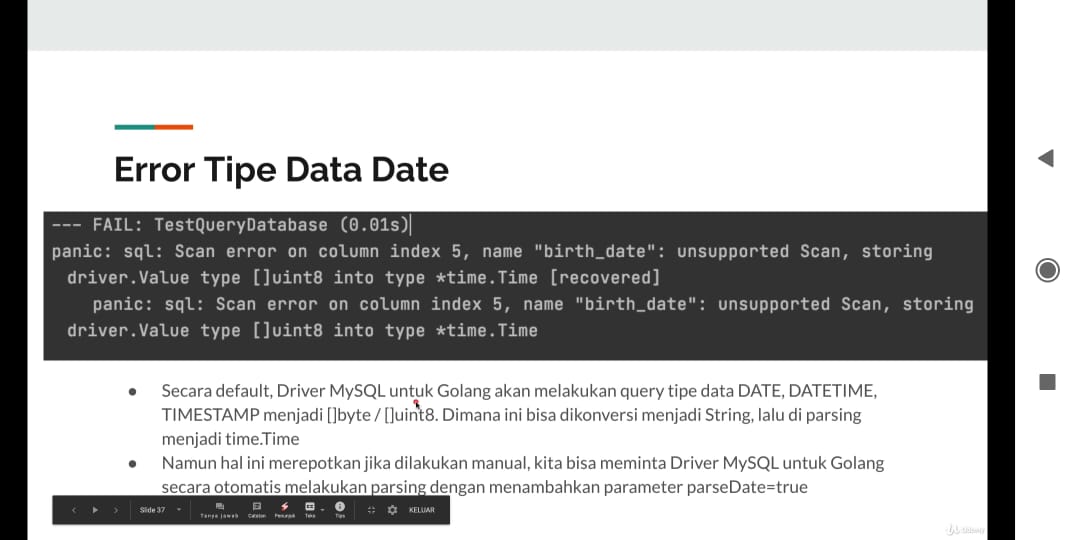 Error Tipe Data Date
--- FAIL: TestQueryDatabase (0.01s)
panic: sql: Scan error on column index 5, name "birth_date": unsupported Scan, storing
driver.Value type []uint8 into type *time.Time [recovered]
panic: sql: Scan error on column index 5, name "birth_date": unsupported Scan, storing
driver.Value type []uint8 into type *time.Time
● Secara default, Driver MySQL untuk Golang akan melakukan query tipe data DATE, DATETIME,
TIMESTAMP menjadi []byte / []uint8. Dimana ini bisa dikonversi menjadi String, lalu di parsing
menjadi time.Time
● Namun hal ini merepotkan jika dilakukan manual, kita bisa meminta Driver MySQL untuk Golang
secara otomatis melakukan parsing dengan menambahkan parameter parseDate=true
Slide 37 Tanya jawab Catatan Penunjuk Teks Tips KELUAR
Udemy